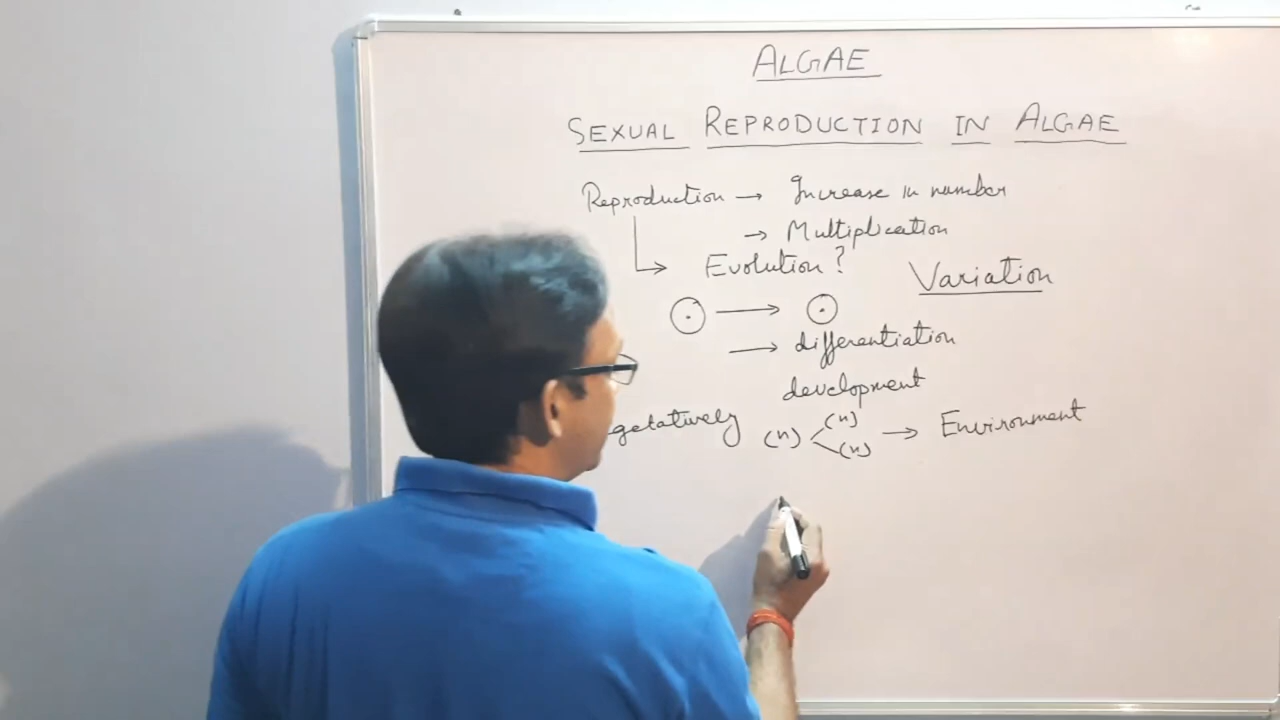 ALGAE
SEXUAL REPRODUCTION IN ALGAE
Reproduction → Increase in number
→ Multiplication
Evolution ? Variation
→ differentiation
development
getatively (n) (n) (n) → Environment